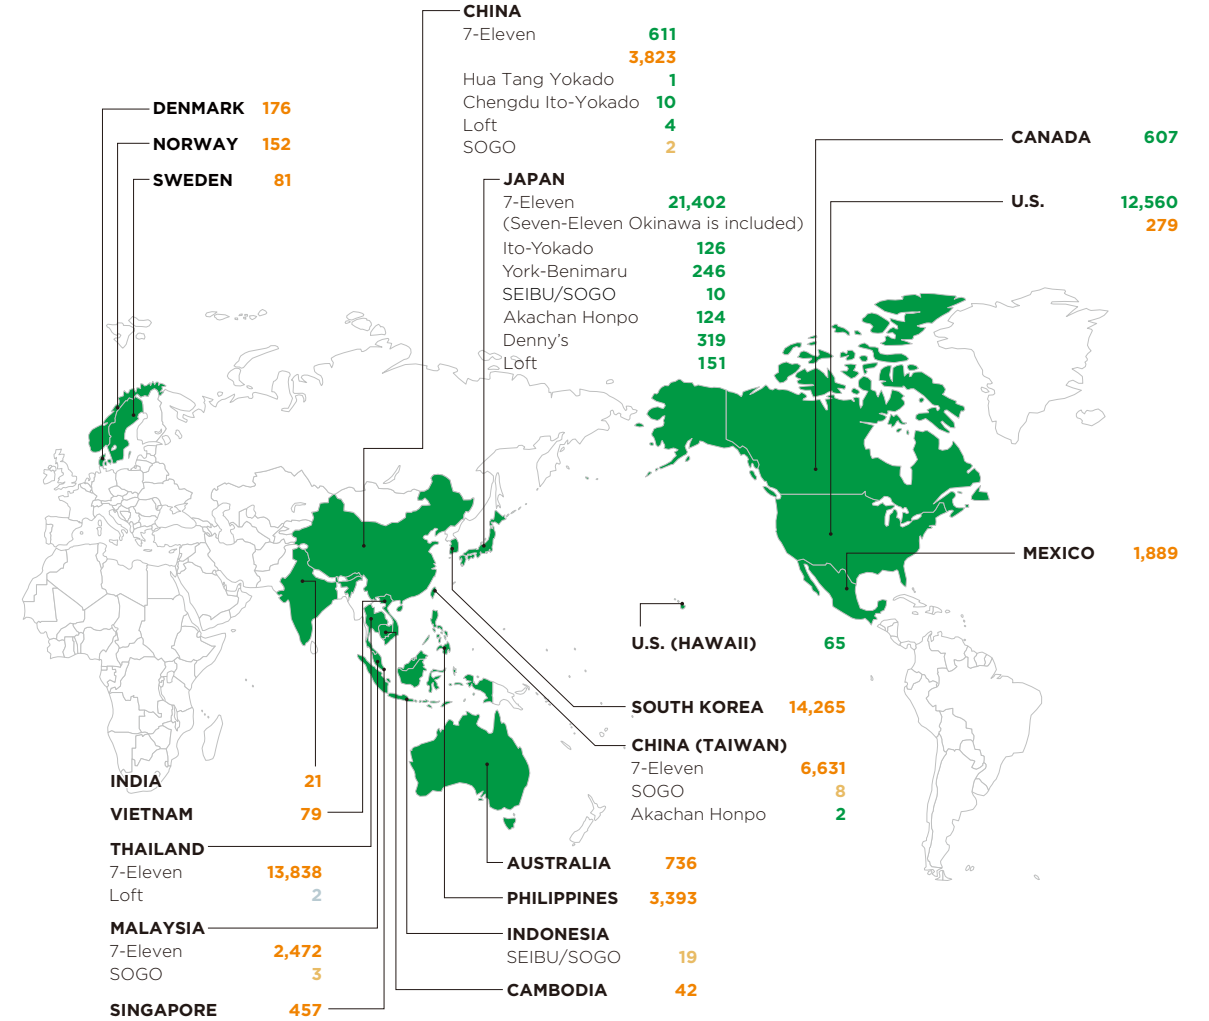 CHINA
7-Eleven 611
3,823
Hua Tang Yokado 1
Chengdu Ito-Yokado 10
Loft 4
SOGO 2
DENMARK 176
NORWAY 152
SWEDEN 81
JAPAN
7-Eleven 21,402
(Seven-Eleven Okinawa is included)
Ito-Yokado 126
York-Benimaru 246
SEIBU/SOGO 10
Akachan Honpo 124
Denny's 319
Loft 151
CANADA 607
U.S. 12,560
279
MEXICO 1,889
U.S. (HAWAII) 65
SOUTH KOREA 14,265
CHINA (TAIWAN)
7-Eleven 6,631
SOGO 8
Akachan Honpo 2
INDIA 21
VIETNAM 79
THAILAND
7-Eleven 13,838
Loft 2
MALAYSIA
7-Eleven 2,472
SOGO 3
SINGAPORE 457
AUSTRALIA 736
PHILIPPINES 3,393
INDONESIA
SEIBU/SOGO 19
CAMBODIA 42